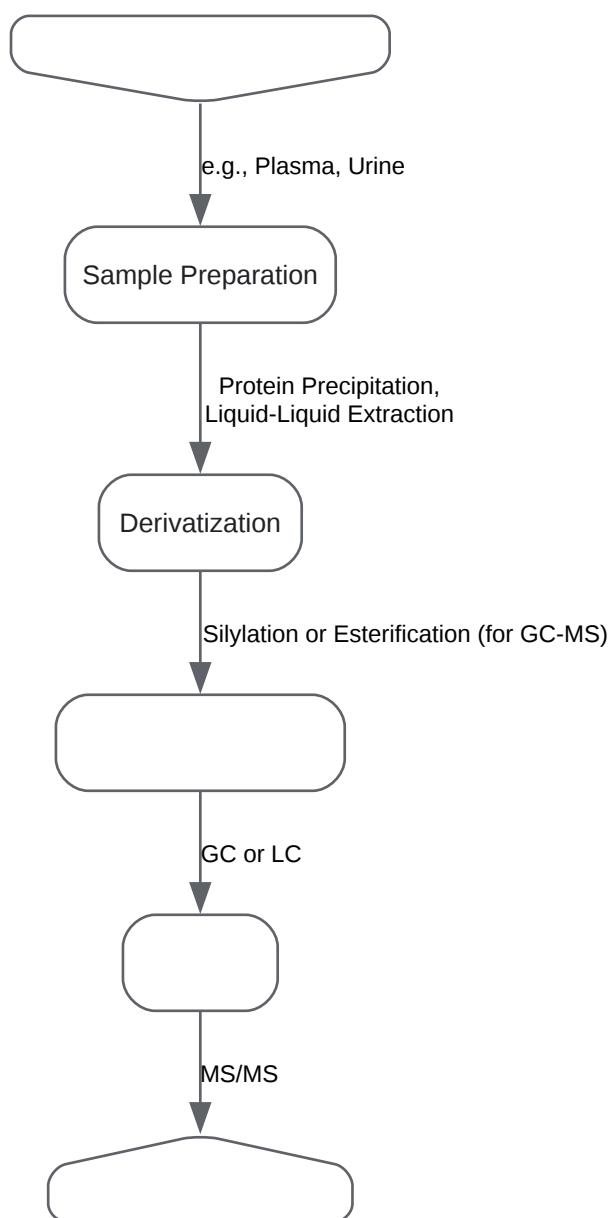 e.g., Plasma, Urine
Sample Preparation
Protein Precipitation,
Liquid-Liquid Extraction
Derivatization
Silylation or Esterification (for GC-MS)
GC or LC
MS/MS